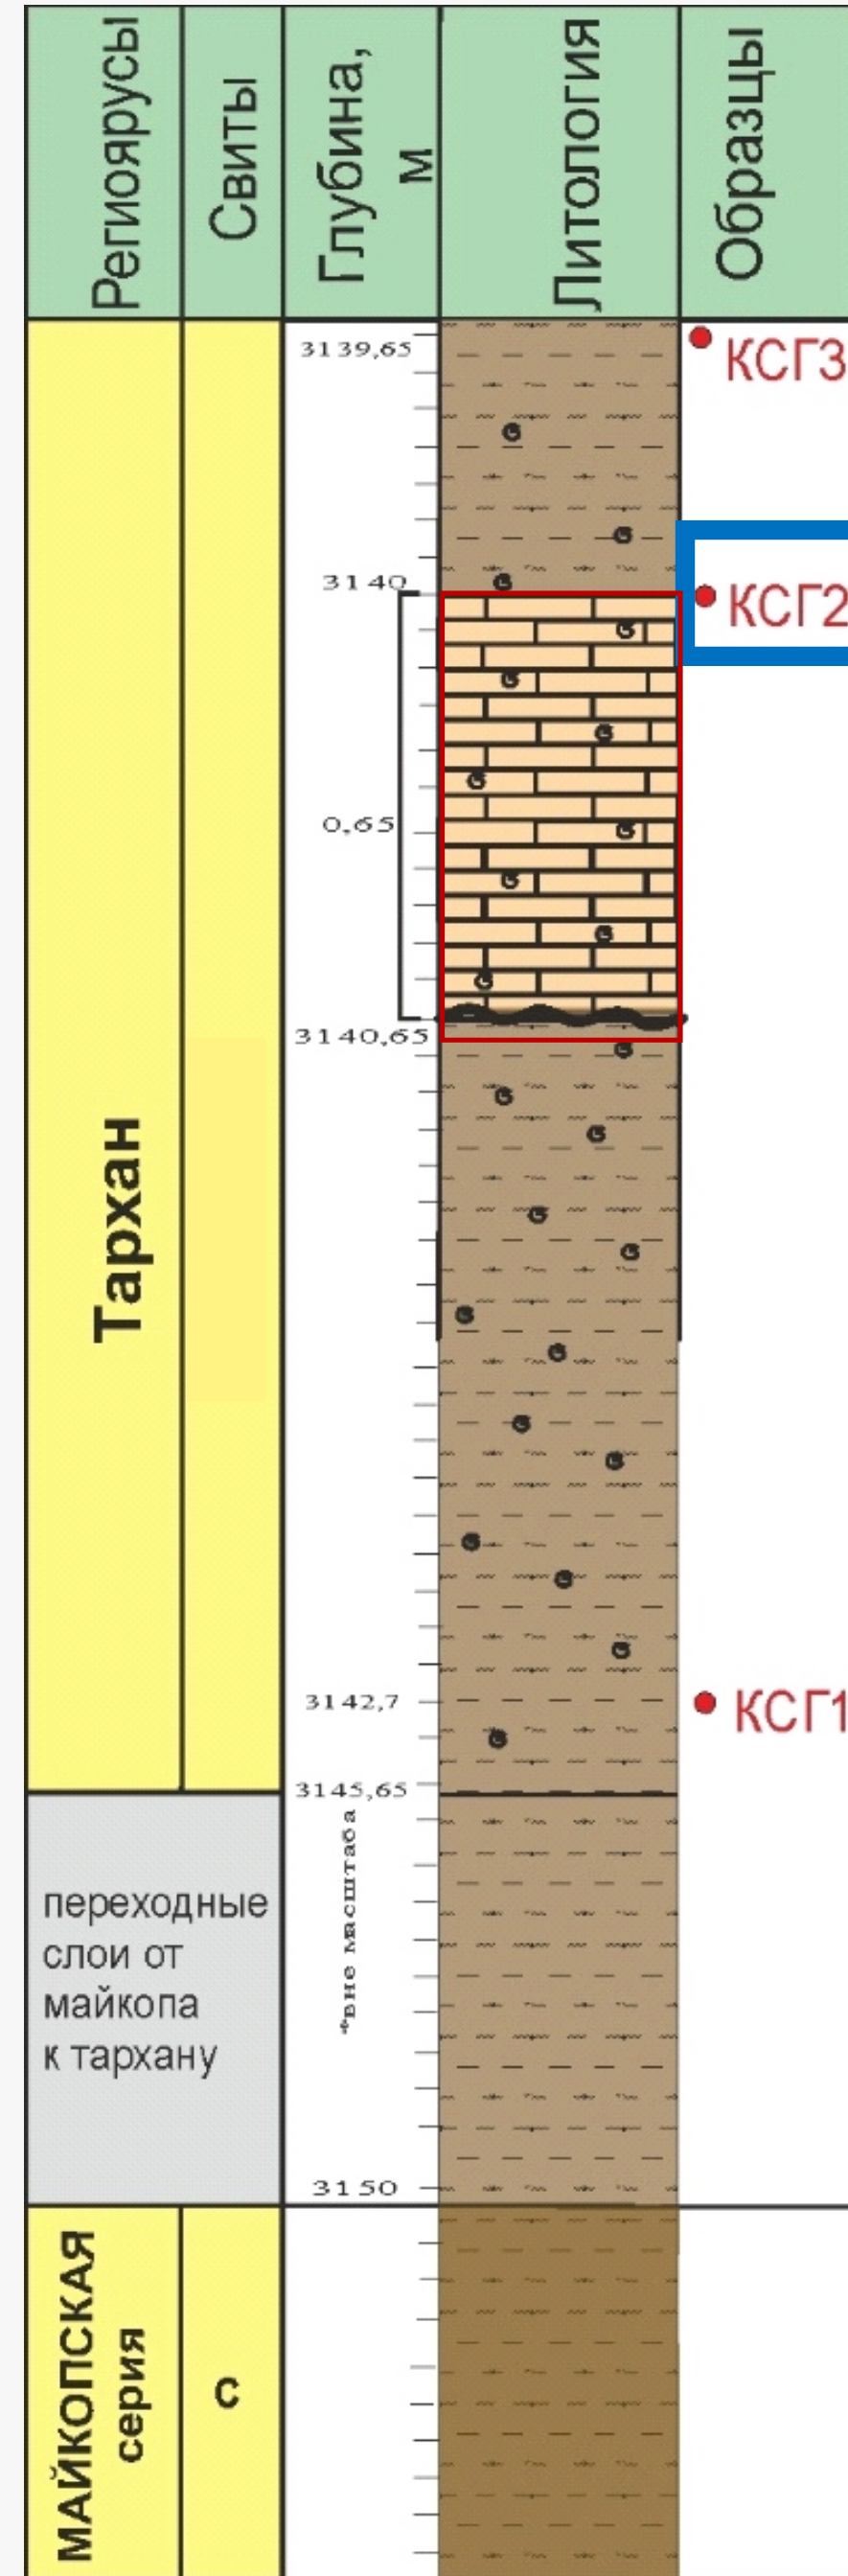 Региоярусы
Свиты
Глубина,
м
Литология
Образцы
3139,65
КСГ3
3140
КСГ2
0,65
3140,65
Тархан
3142,7
КСГ1
3145,65
*вне масштаба
переходные
слои от
майкопа
к тархану
3150
МАЙКОПСКАЯ
серия
С